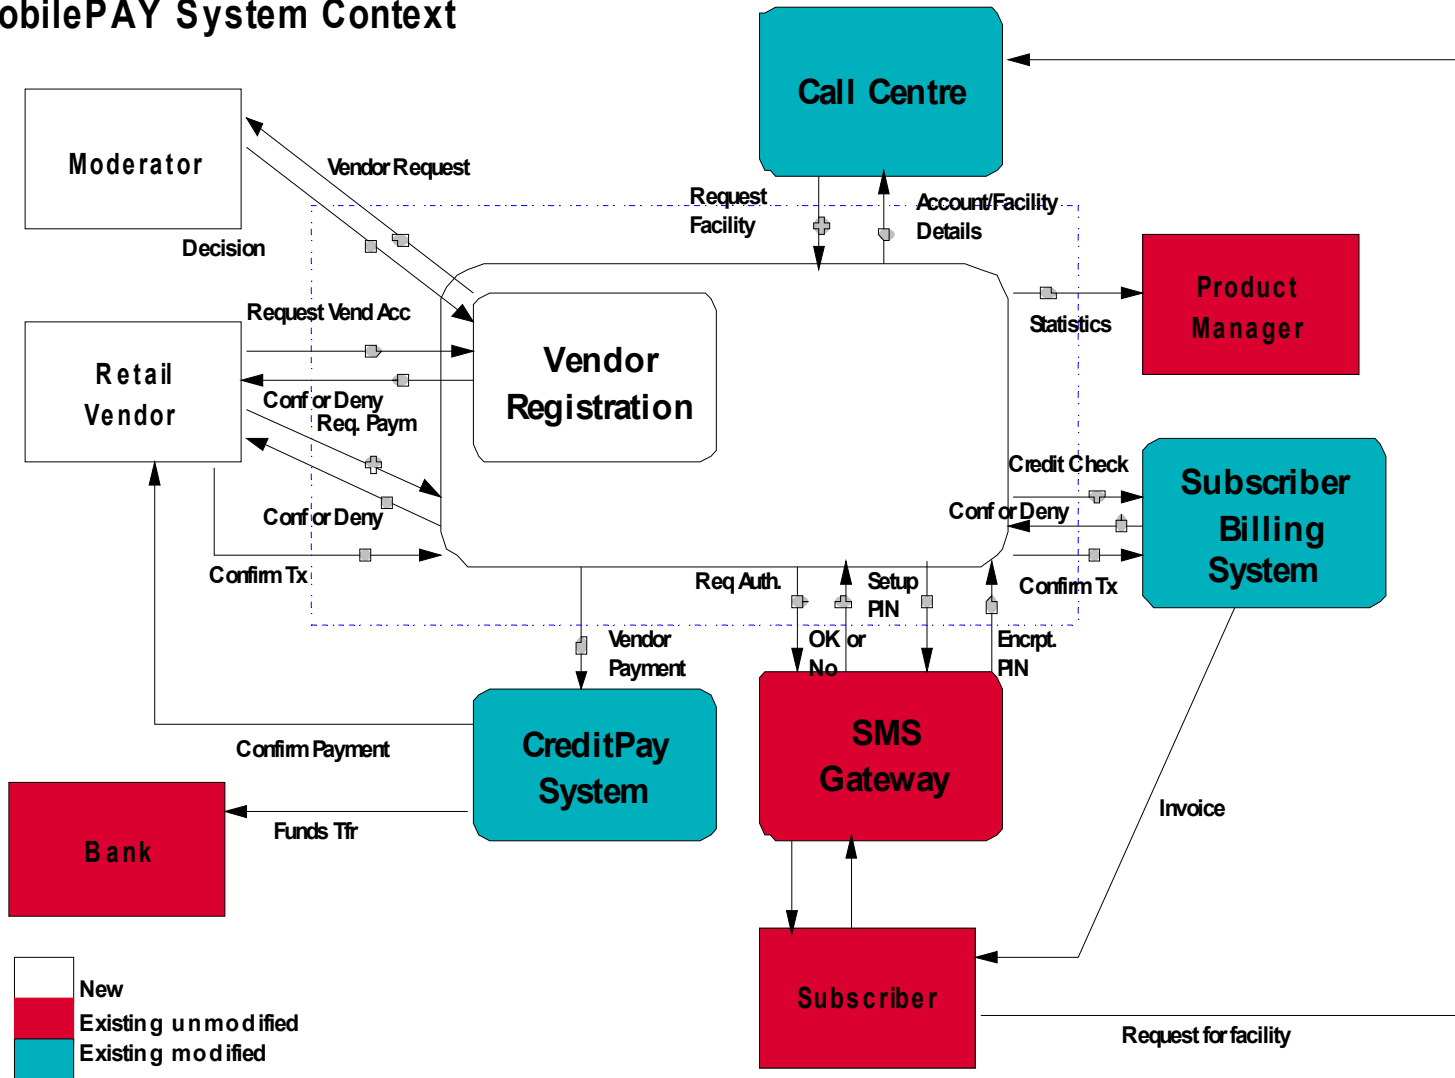 obilePAY System Context
Call Centre
Moderator
Vendor Request
Request
Facility
Account/Facility
Details
Decision
Product
Manager
Request Vend Acc
Statistics
Retail
Vendor
Vendor
Registration
Conf or Deny
Req. Paym
Credit Check
Subscriber
Billing
System
Conf or Deny
Conf or Deny
Confirm Tx
Req Auth.
Setup
PIN
Confirm Tx
Vendor
Payment
OK or
No
Encrpt.
PIN
CreditPay
System
SMS
Gateway
Confirm Payment
Bank
Funds Tfr
Invoice
Subscriber
New
Existing unmodified
Existing modified
Request for facility